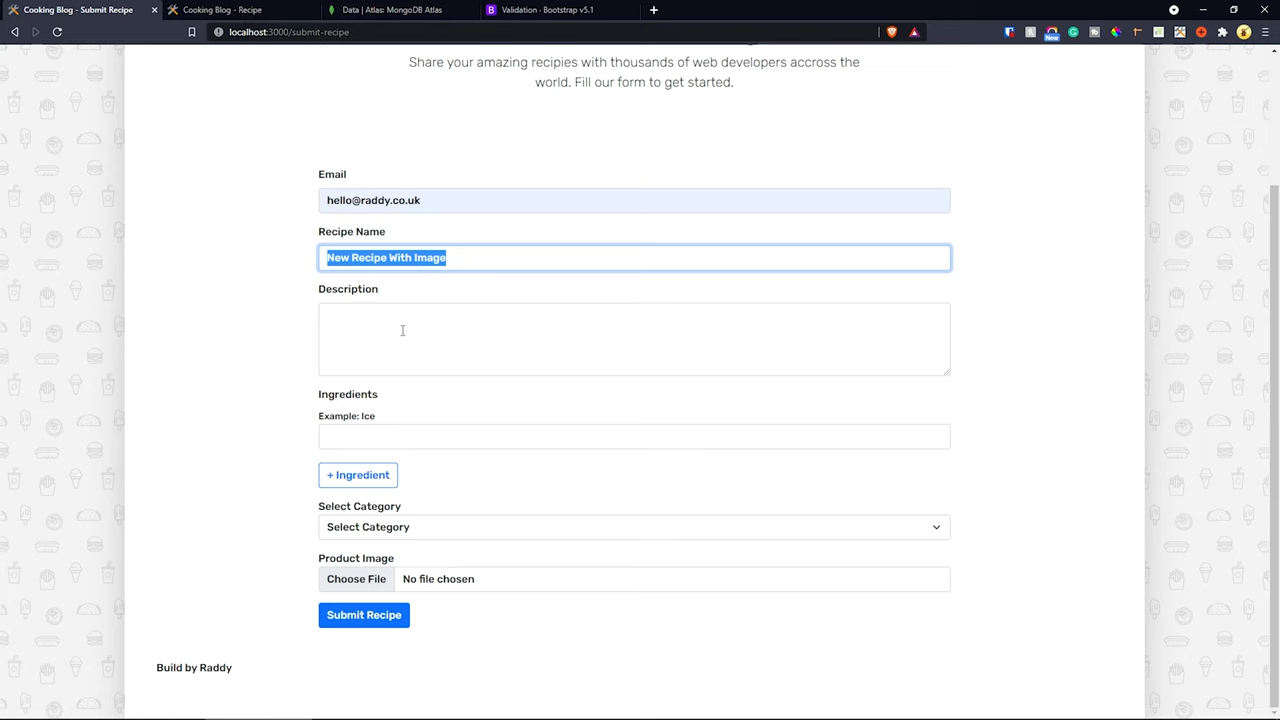 Cooking Blog - Submit Recipe
Cooking Blog - Recipe
Data | Atlas: MongoDB Atlas
Validation · Bootstrap v5.1
localhost:3000/submit-recipe
New
Share your amazing recpies with thousands of web developers accross the
world. Fill our form to get started.
Email
hello@raddy.co.uk
Recipe Name
New Recipe With Image
Description
Ingredients
Example: Ice
+ Ingredient
Select Category
Select Category
Product Image
Choose File No file chosen
Submit Recipe
Build by Raddy